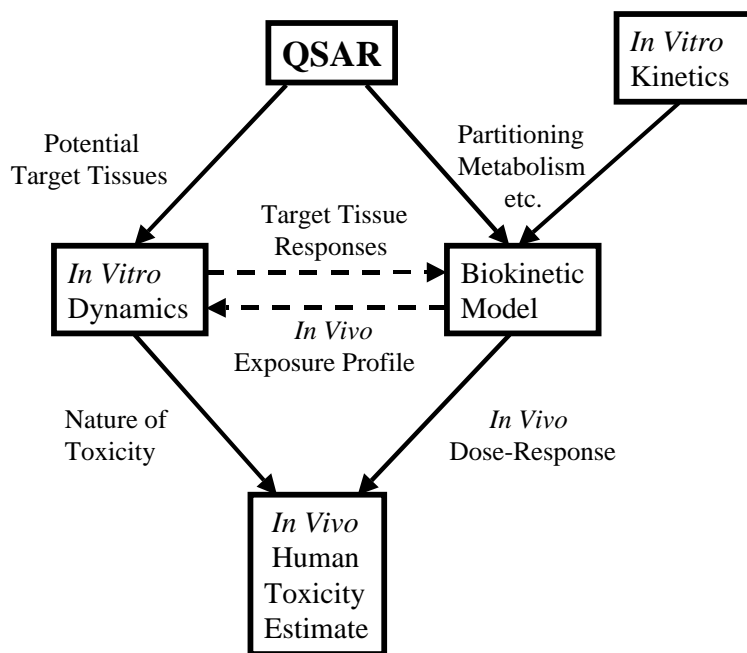 QSAR
In Vitro
Kinetics
Potential
Target Tissues
Partitioning
Metabolism
etc.
Target Tissue
Responses
In Vitro
Dynamics
Biokinetic
Model
In Vivo
Exposure Profile
Nature of
Toxicity
In Vivo
Dose-Response
In Vivo
Human
Toxicity
Estimate